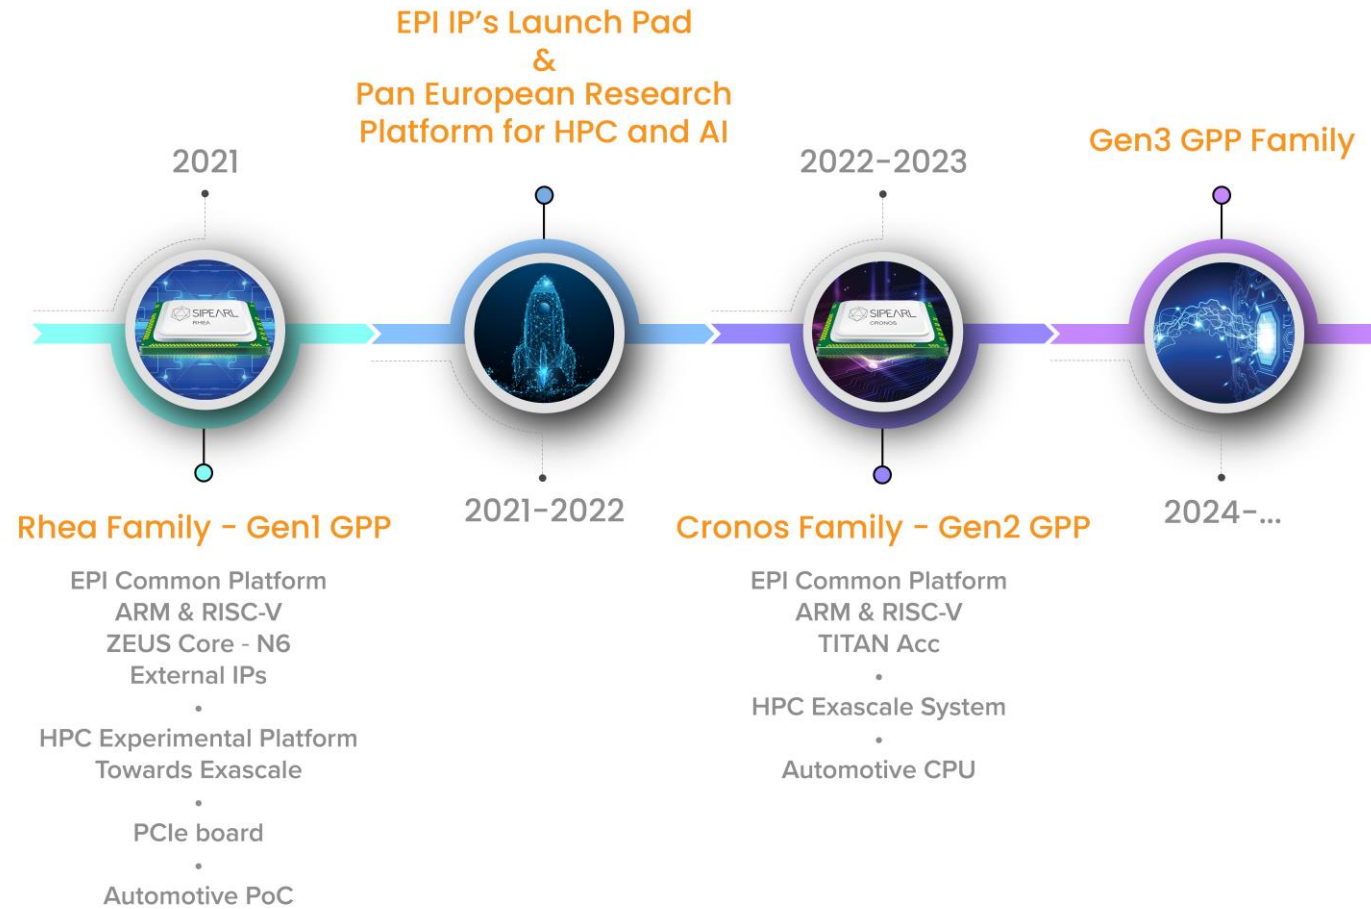 2021
SIPEARL
RHEA
Rhea Family - Gen1 GPP
EPI Common Platform
ARM & RISC-V
ZEUS Core - N6
External IPs
•
HPC Experimental Platform
Towards Exascale
•
PCIe board
•
Automotive PoC
EPI IP’s Launch Pad
&
Pan European Research
Platform for HPC and AI
2021-2022
2022-2023
SIPEARL
CRONOS
Cronos Family - Gen2 GPP
EPI Common Platform
ARM & RISC-V
TITAN Acc
•
HPC Exascale System
•
Automotive CPU
Gen3 GPP Family
2024-...